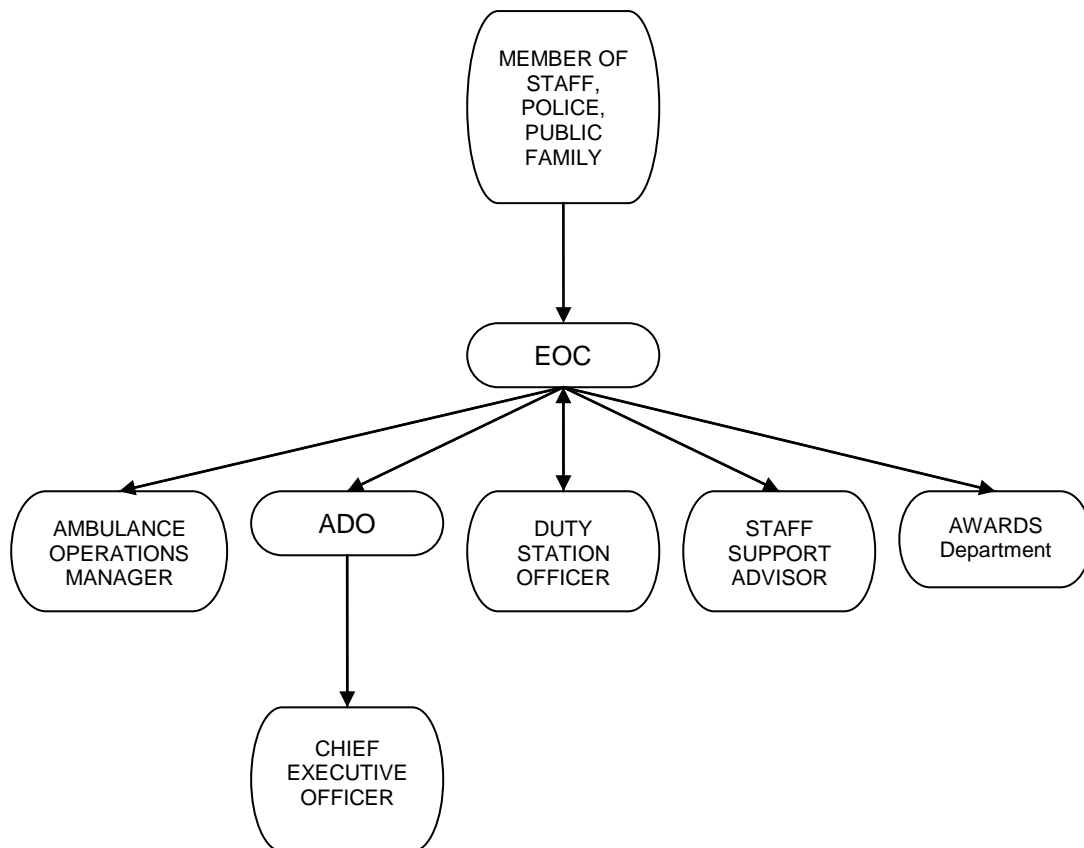 MEMBER OF
STAFF,
POLICE,
PUBLIC
FAMILY
EOC
AMBULANCE
OPERATIONS
MANAGER
ADO
DUTY
STATION
OFFICER
STAFF
SUPPORT
ADVISOR
AWARDS
Department
CHIEF
EXECUTIVE
OFFICER